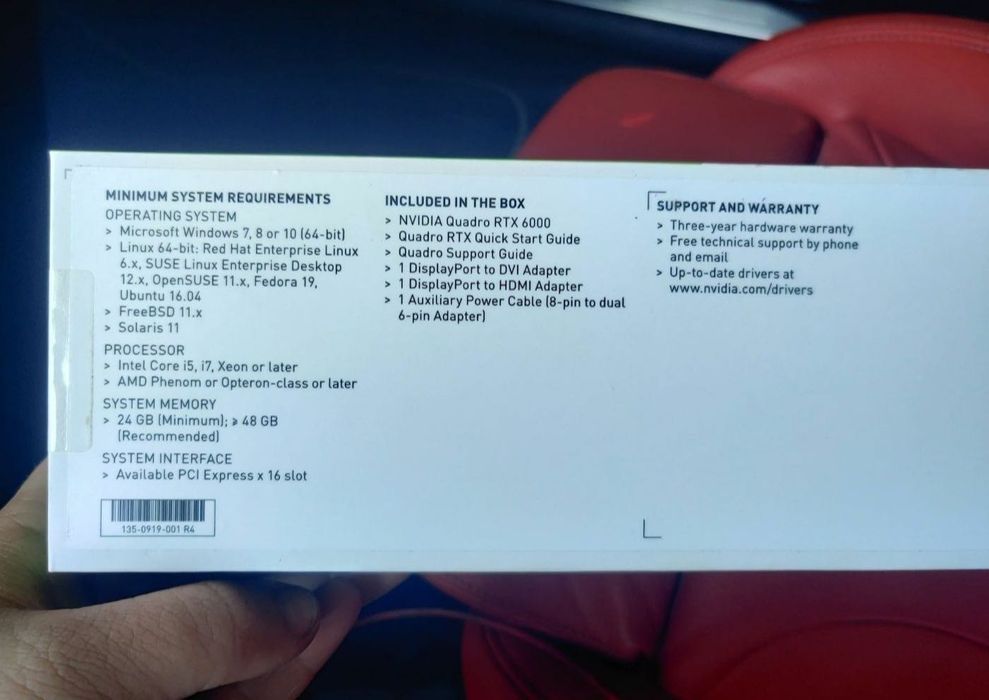 MINIMUM SYSTEM REQUIREMENTS
OPERATING SYSTEM
> Microsoft Windows 7, 8 or 10 (64-bit)
> Linux 64-bit: Red Hat Enterprise Linux
6.x, SUSE Linux Enterprise Desktop
12.x, OpenSUSE 11.x, Fedora 19,
Ubuntu 16.04
> FreeBSD 11.x
> Solaris 11
PROCESSOR
> Intel Core i5, i7, Xeon or later
> AMD Phenom or Opteron-class or later
SYSTEM MEMORY
> 24 GB (Minimum); ≥ 48 GB
(Recommended)
SYSTEM INTERFACE
> Available PCI Express x 16 slot
135-0919-001 R4
INCLUDED IN THE BOX
> NVIDIA Quadro RTX 6000
> Quadro RTX Quick Start Guide
> Quadro Support Guide
> 1 DisplayPort to DVI Adapter
> 1 DisplayPort to HDMI Adapter
> 1 Auxiliary Power Cable (8-pin to dual
6-pin Adapter)
SUPPORT AND WARRANTY
> Three-year hardware warranty
> Free technical support by phone
and email
> Up-to-date drivers at
www.nvidia.com/drivers